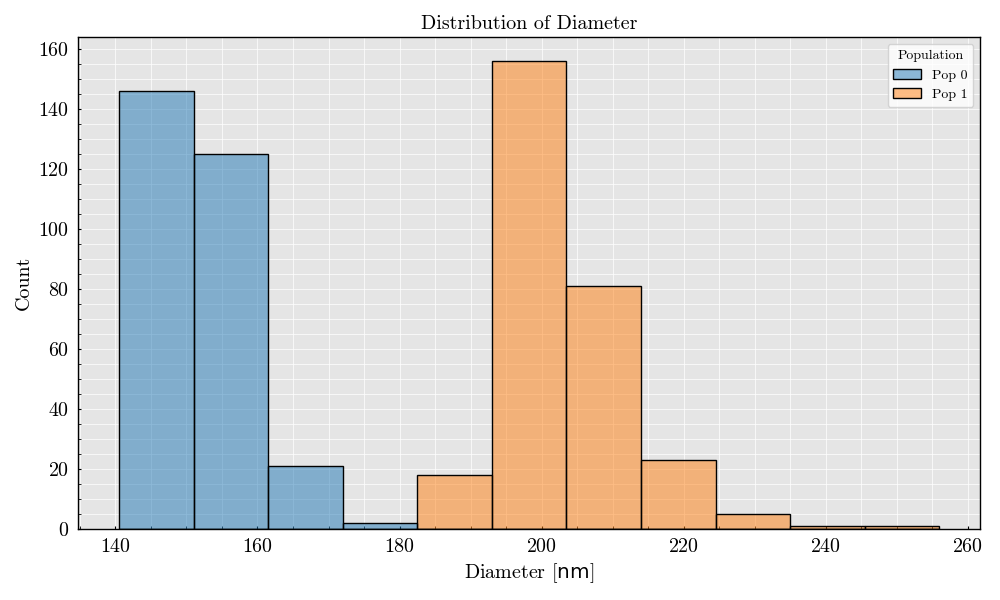 Distribution of Diameter
Population
Pop 0
Pop 1
160
140
120
100
80
60
40
20
0
Count
140 160 180 200 220 240 260
Diameter [nm]